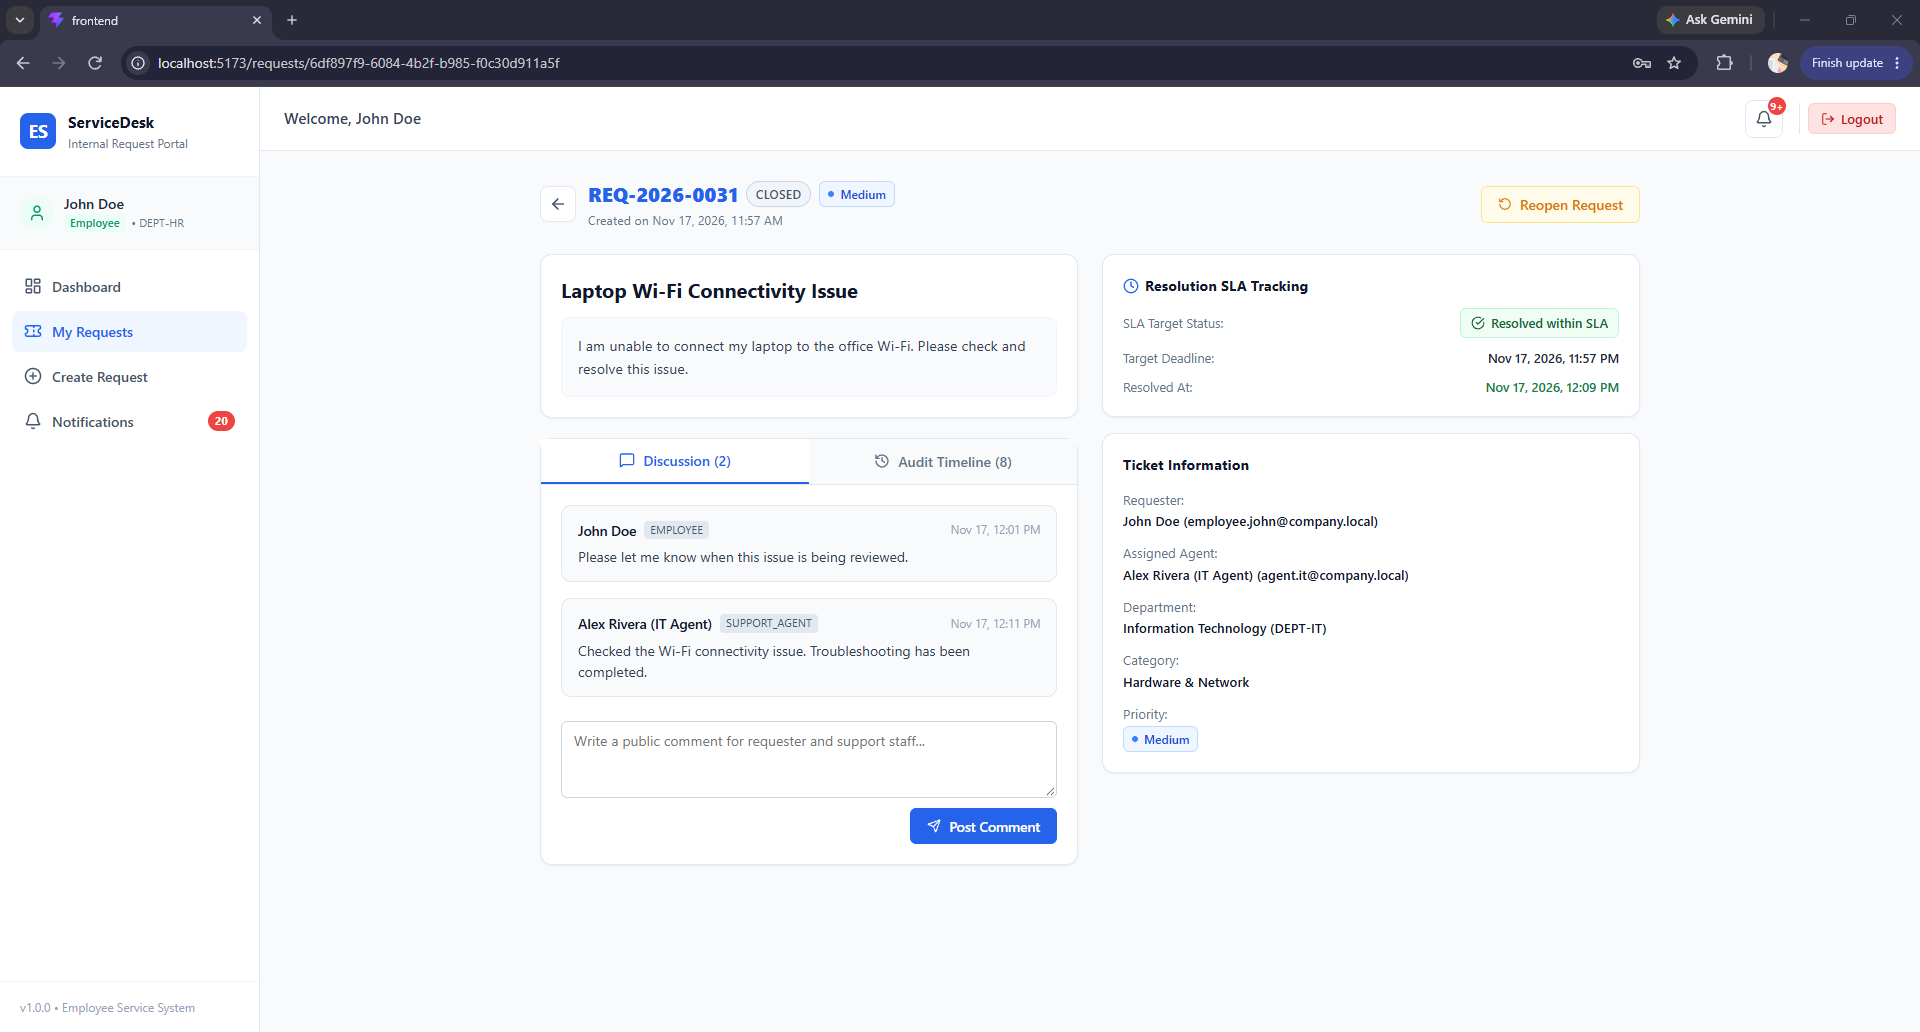 frontend
Ask Gemini
localhost:5173/requests/6df897f9-6084-4b2f-b985-f0c30d911a5f
Finish update
ES
ServiceDesk
Internal Request Portal
John Doe
Employee • DEPT-HR
Dashboard
My Requests
Create Request
Notifications 20
v1.0.0 • Employee Service System
Welcome, John Doe
9+
Logout
REQ-2026-0031 CLOSED • Medium
Created on Nov 17, 2026, 11:57 AM
Reopen Request
Laptop Wi-Fi Connectivity Issue
I am unable to connect my laptop to the office Wi-Fi. Please check and
resolve this issue.
Discussion (2)
Audit Timeline (8)
John Doe EMPLOYEE Nov 17, 12:01 PM
Please let me know when this issue is being reviewed.
Alex Rivera (IT Agent) SUPPORT_AGENT Nov 17, 12:11 PM
Checked the Wi-Fi connectivity issue. Troubleshooting has been
completed.
Write a public comment for requester and support staff...
Post Comment
Resolution SLA Tracking
SLA Target Status: Resolved within SLA
Target Deadline: Nov 17, 2026, 11:57 PM
Resolved At: Nov 17, 2026, 12:09 PM
Ticket Information
Requester:
John Doe (employee.john@company.local)
Assigned Agent:
Alex Rivera (IT Agent) (agent.it@company.local)
Department:
Information Technology (DEPT-IT)
Category:
Hardware & Network
Priority:
• Medium